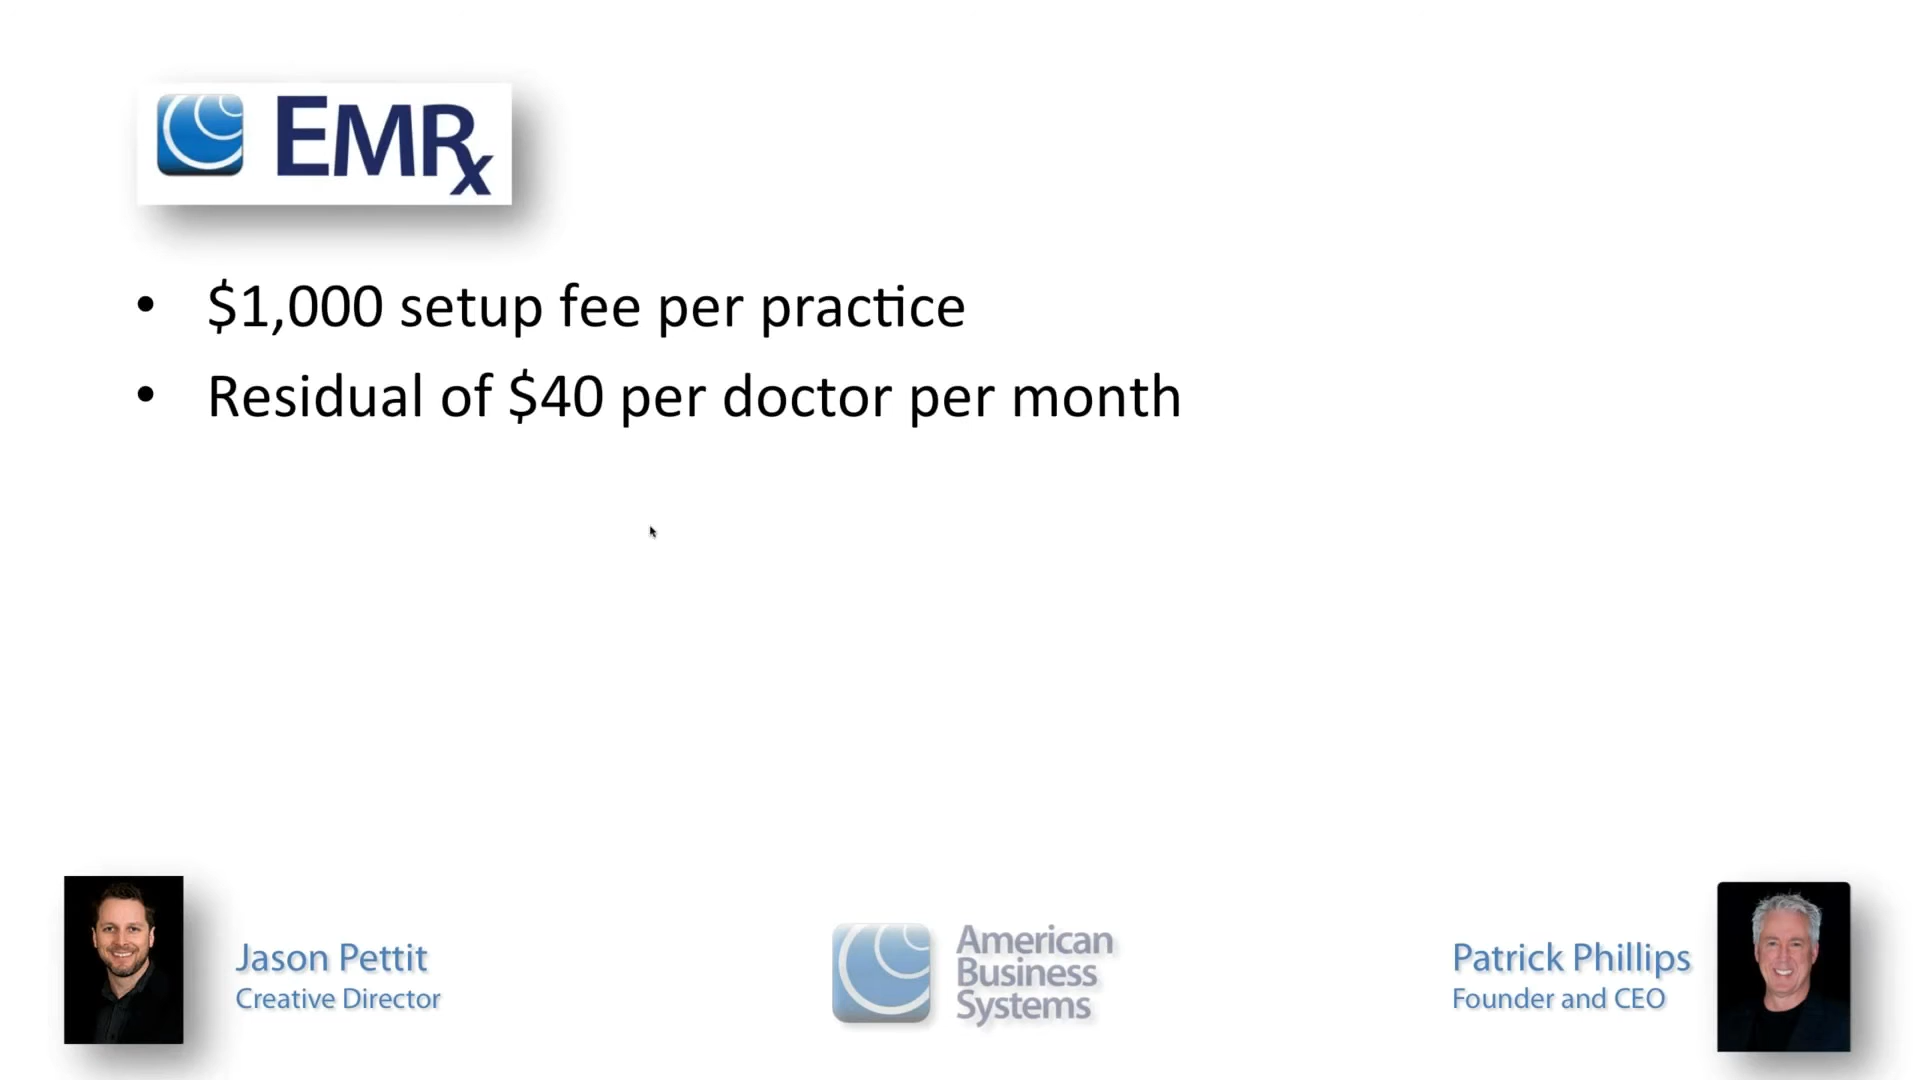 EMRx
• $1,000 setup fee per practice
• Residual of $40 per doctor per month
Jason Pettit
Creative Director
American
Business
Systems
Patrick Phillips
Founder and CEO